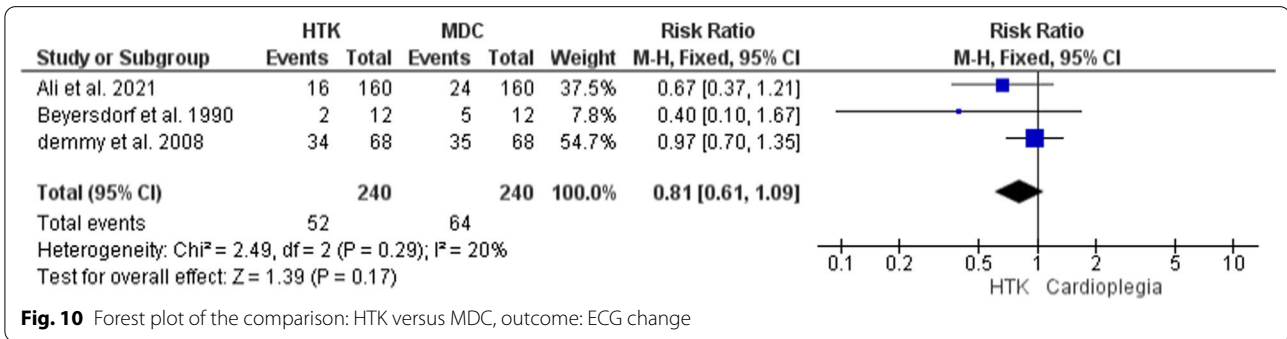 HTK MDC Risk Ratio Risk Ratio
Study or Subgroup Events Total Events Total Weight M-H, Fixed, 95% CI M-H, Fixed, 95% CI
Ali et al. 2021 16 160 24 160 37.5% 0.67 [0.37, 1.21]
Beyersdorf et al. 1990 2 12 5 12 7.8% 0.40 [0.10, 1.67]
demmy et al. 2008 34 68 35 68 54.7% 0.97 [0.70, 1.35]
Total (95% CI) 240 240 100.0% 0.81 [0.61, 1.09]
Total events 52 64
Heterogeneity: Chi² = 2.49, df = 2 (P = 0.29); I² = 20%
Test for overall effect: Z = 1.39 (P = 0.17)
0.1 0.2 0.5 1 2 5 10
HTK Cardioplegia
Fig. 10 Forest plot of the comparison: HTK versus MDC, outcome: ECG change